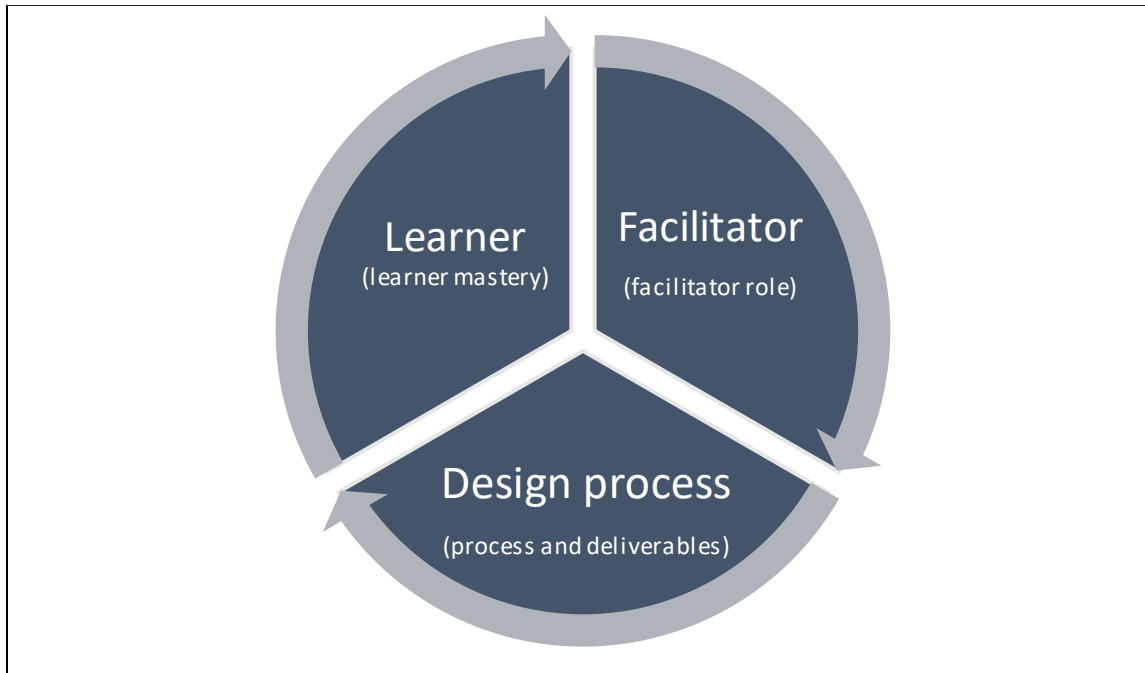 Learner
(learner mastery)
Facilitator
(facilitator role)
Design process
(process and deliverables)